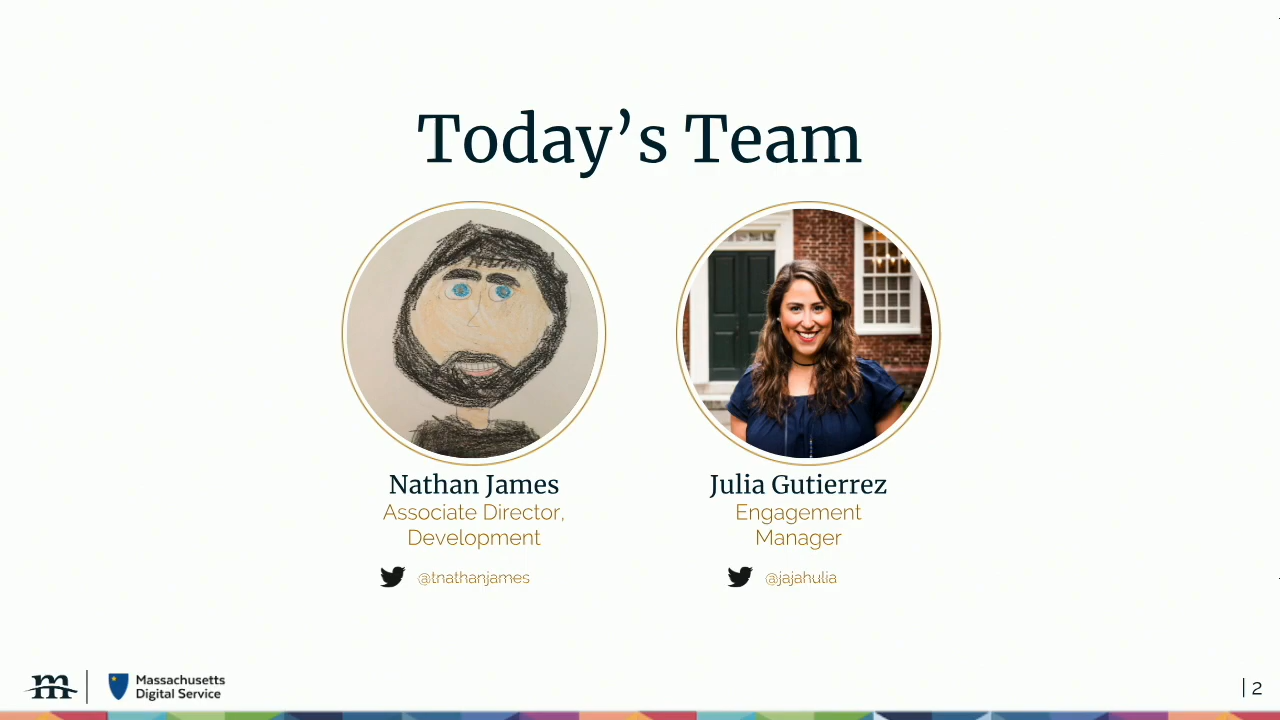 Today’s Team
Nathan James
Associate Director,
Development
@tnathanjames
Julia Gutierrez
Engagement
Manager
@jajahulia
m
Massachusetts
Digital Service
| 2